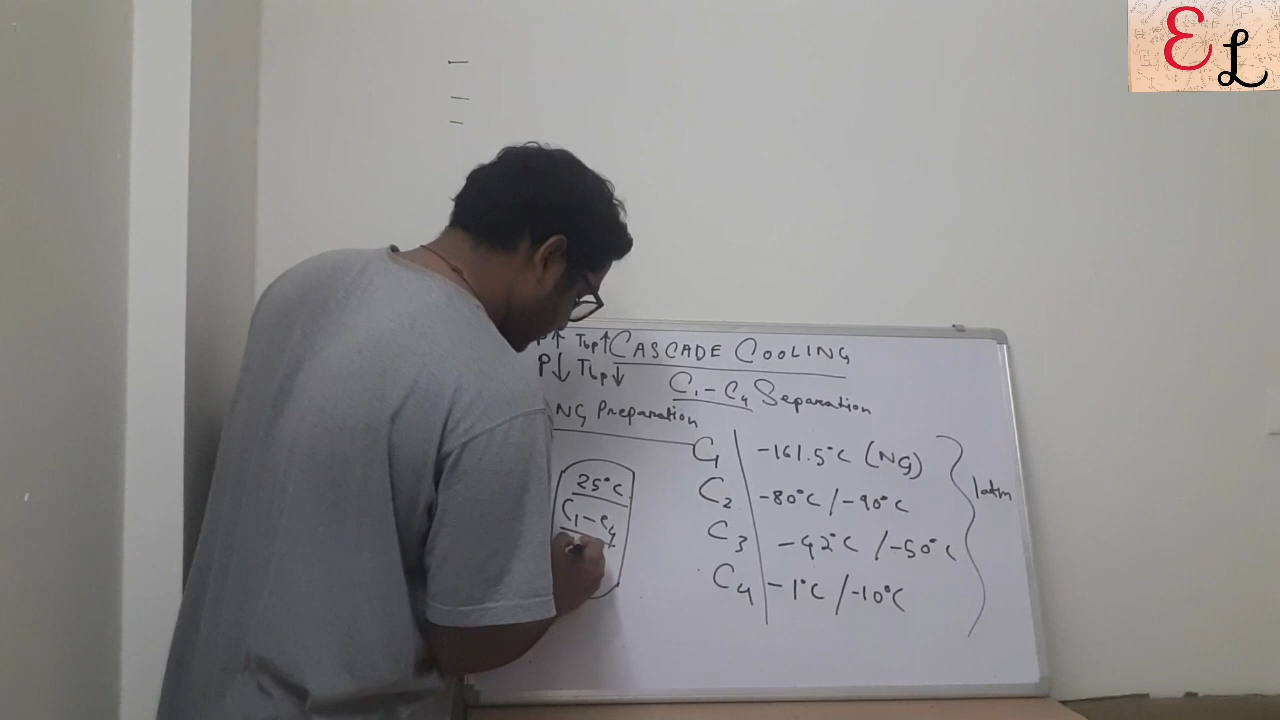 ƐL
P↑ Tbp↑ CASCADE COOLING
P↓ Tbp↓ C1-C4 Separation
NG Preparation
C1 -161.5°C (NG)
C2 -80°C/-90°C
C3 -42°C/-50°C
C4 -1°C/-10°C
1atm
25°C
C1-C4